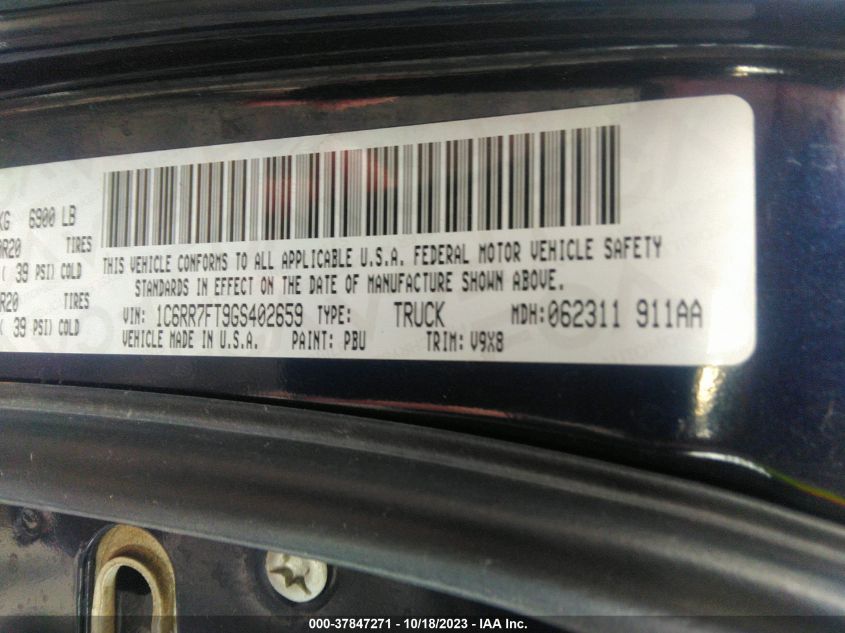 KG 6900 LB
R20 TIRES
( 39 PSI) COLD
R20 TIRES
( 39 PSI) COLD
THIS VEHICLE CONFORMS TO ALL APPLICABLE U.S.A. FEDERAL MOTOR VEHICLE SAFETY
STANDARDS IN EFFECT ON THE DATE OF MANUFACTURE SHOWN ABOVE.
VIN: 1C6RR7FT9GS402659 TYPE: TRUCK MDH:062311 911AA
VEHICLE MADE IN U.S.A. PAINT: PBU TRIM: V9X8
000-37847271 - 10/18/2023 - IAA Inc.